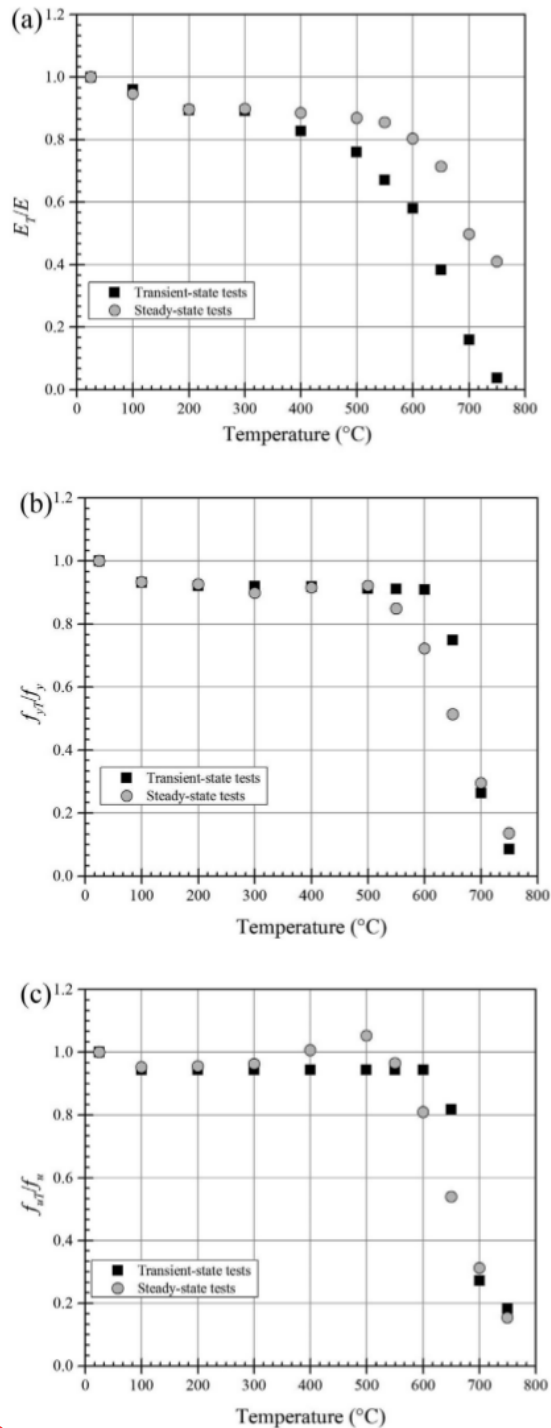 (a)
1.2
1.0
0.8
0.6
0.4
0.2
0.0
E_T/E
Transient-state tests
Steady-state tests
0 100 200 300 400 500 600 700 800
Temperature (°C)
(b)
1.2
1.0
0.8
0.6
0.4
0.2
0.0
f_yT/f_y
Transient-state tests
Steady-state tests
0 100 200 300 400 500 600 700 800
Temperature (°C)
(c)
1.2
1.0
0.8
0.6
0.4
0.2
0.0
f_uT/f_u
Transient-state tests
Steady-state tests
0 100 200 300 400 500 600 700 800
Temperature (°C)